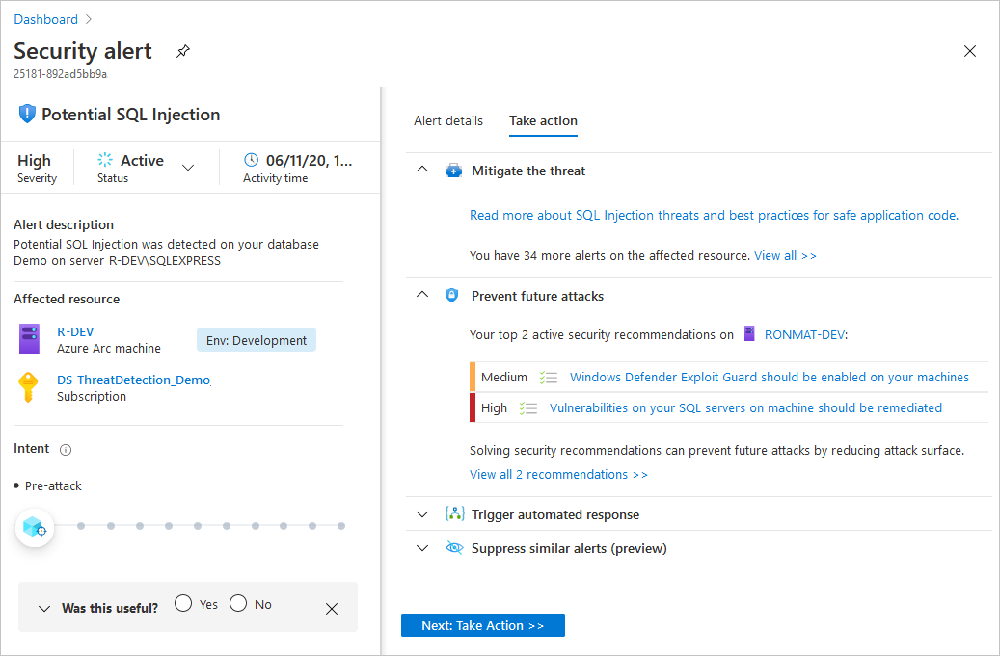 Dashboard
Security alert
25181-892ad5bb9a
Potential SQL Injection
High
Severity
Active
Status
06/11/20, 1...
Activity time
Alert description
Potential SQL Injection was detected on your database
Demo on server R-DEV\SQLEXPRESS
Affected resource
R-DEV
Azure Arc machine
Env: Development
DS-ThreatDetection_Demo
Subscription
Intent
Pre-attack
Was this useful?
Yes
No
Alert details
Take action
Mitigate the threat
Read more about SQL Injection threats and best practices for safe application code.
You have 34 more alerts on the affected resource. View all >>
Prevent future attacks
Your top 2 active security recommendations on RONMAT-DEV:
Medium Windows Defender Exploit Guard should be enabled on your machines
High Vulnerabilities on your SQL servers on machine should be remediated
Solving security recommendations can prevent future attacks by reducing attack surface.
View all 2 recommendations >>
Trigger automated response
Suppress similar alerts (preview)
Next: Take Action >>